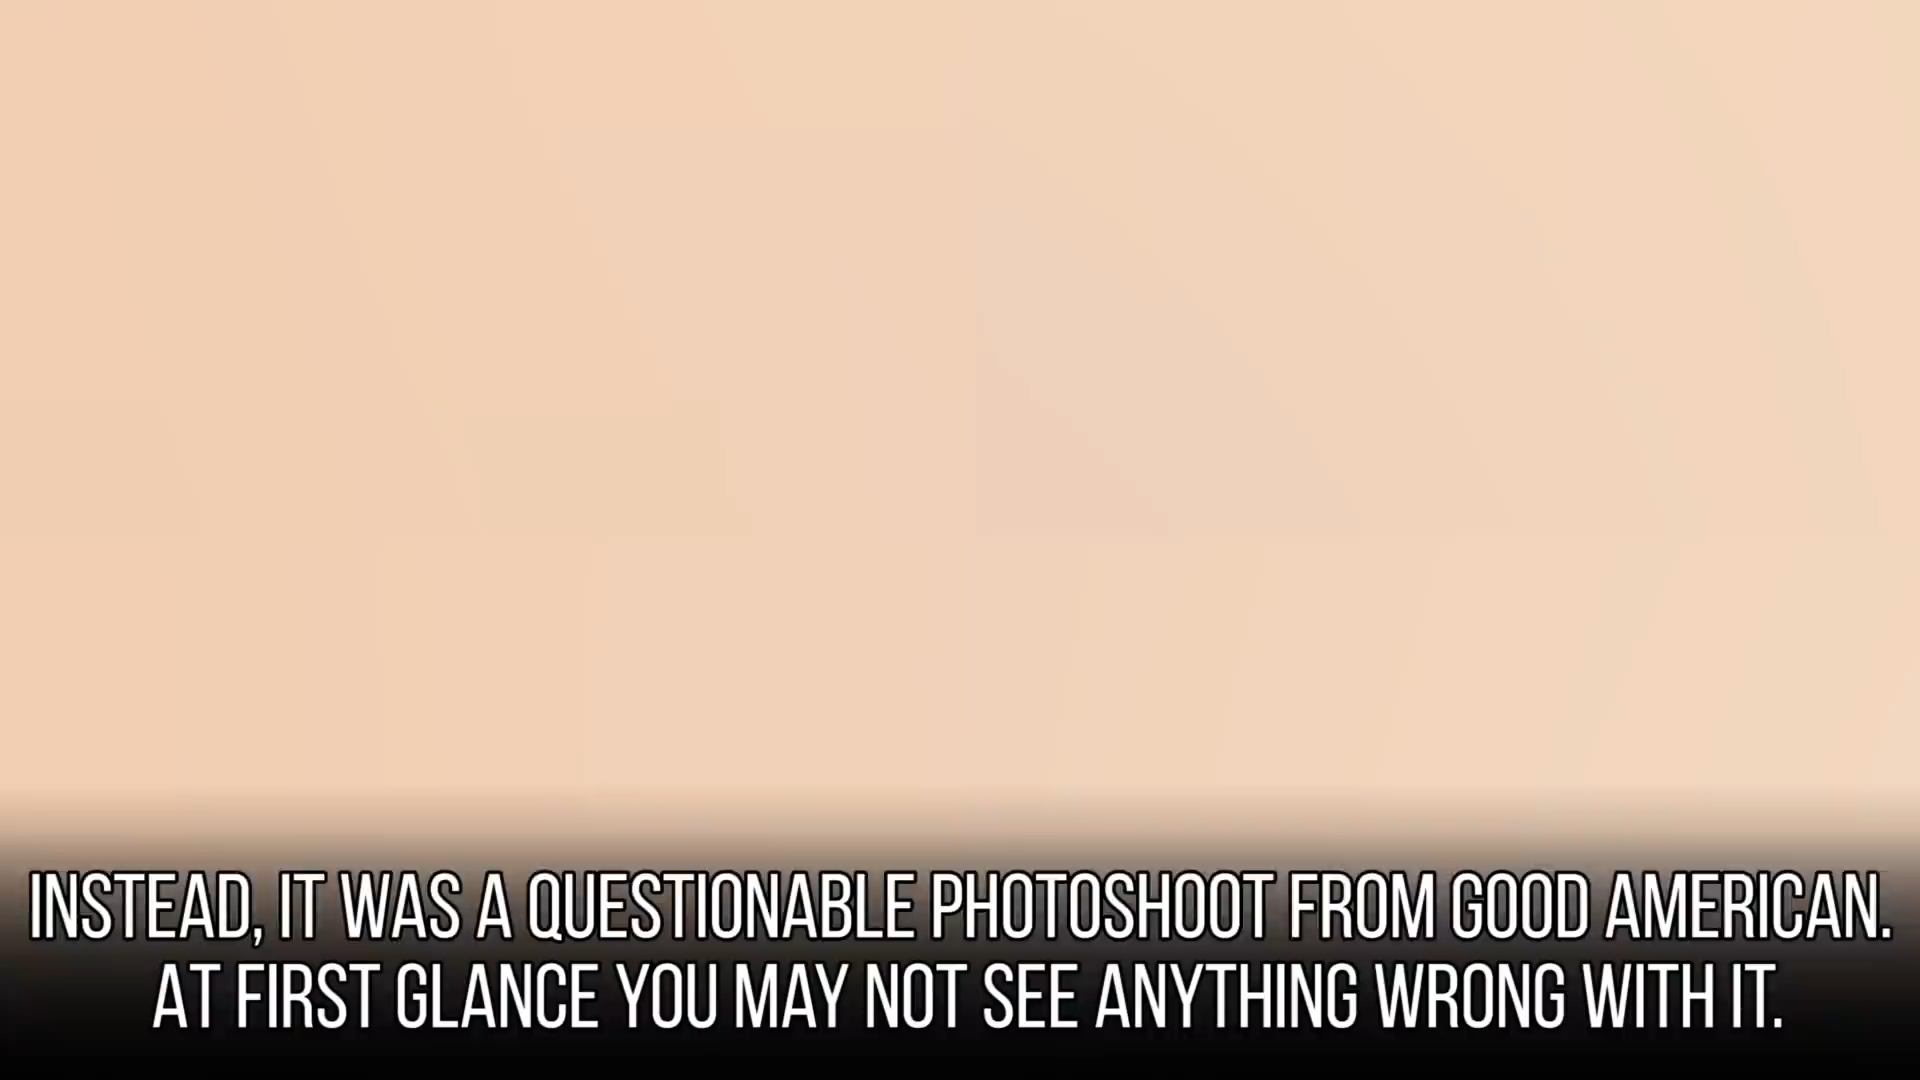 INSTEAD, IT WAS A QUESTIONABLE PHOTOSHOOT FROM GOOD AMERICAN.
AT FIRST GLANCE YOU MAY NOT SEE ANYTHING WRONG WITH IT.